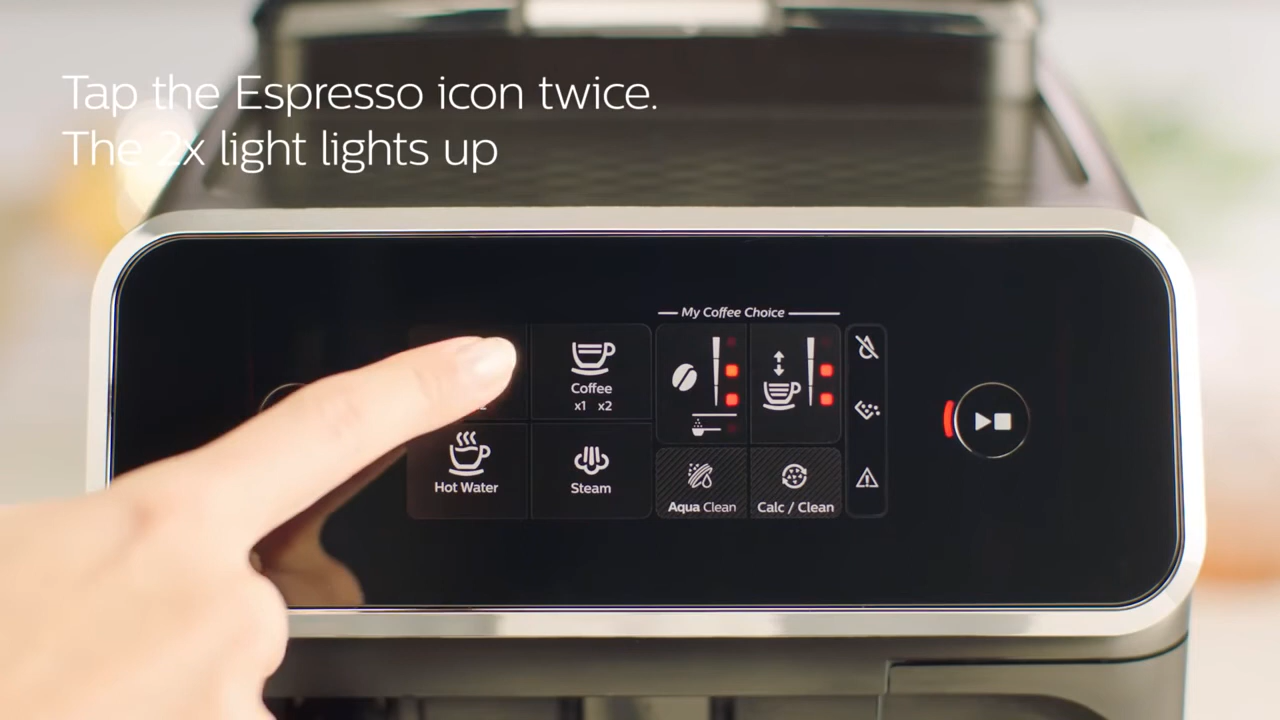 Tap the Espresso icon twice.
The 2x light lights up
My Coffee Choice
Coffee
x1 x2
Hot Water
Steam
Aqua Clean
Calc / Clean